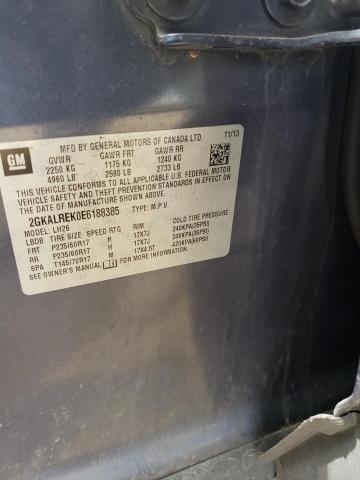 GM
MFD BY GENERAL MOTORS OF CANADA LTD. 11/13
GVWR GAWR FRT GAWR RR
2250 KG 1175 KG 1240 KG
4960 LB 2590 LB 2733 LB
THIS VEHICLE CONFORMS TO ALL APPLICABLE U.S. FEDERAL MOTOR
VEHICLE SAFETY AND THEFT PREVENTION STANDARDS IN EFFECT ON THE
DATE OF MANUFACTURE SHOWN ABOVE.
2GKALREK0E6188385 TYPE: M.P.V.
MODEL: LH26
LBDB TIRE SIZE SPEED RTG RIM COLD TIRE PRESSURE
FRT P235/60R17 H 17X7J 240KPA(35PSI)
RR P235/60R17 H 17X7J 240KPA(35PSI)
SPA T145/70R17 M 17X4.5T 420KPA(60PSI)
SEE OWNER'S MANUAL FOR MORE INFORMATION.